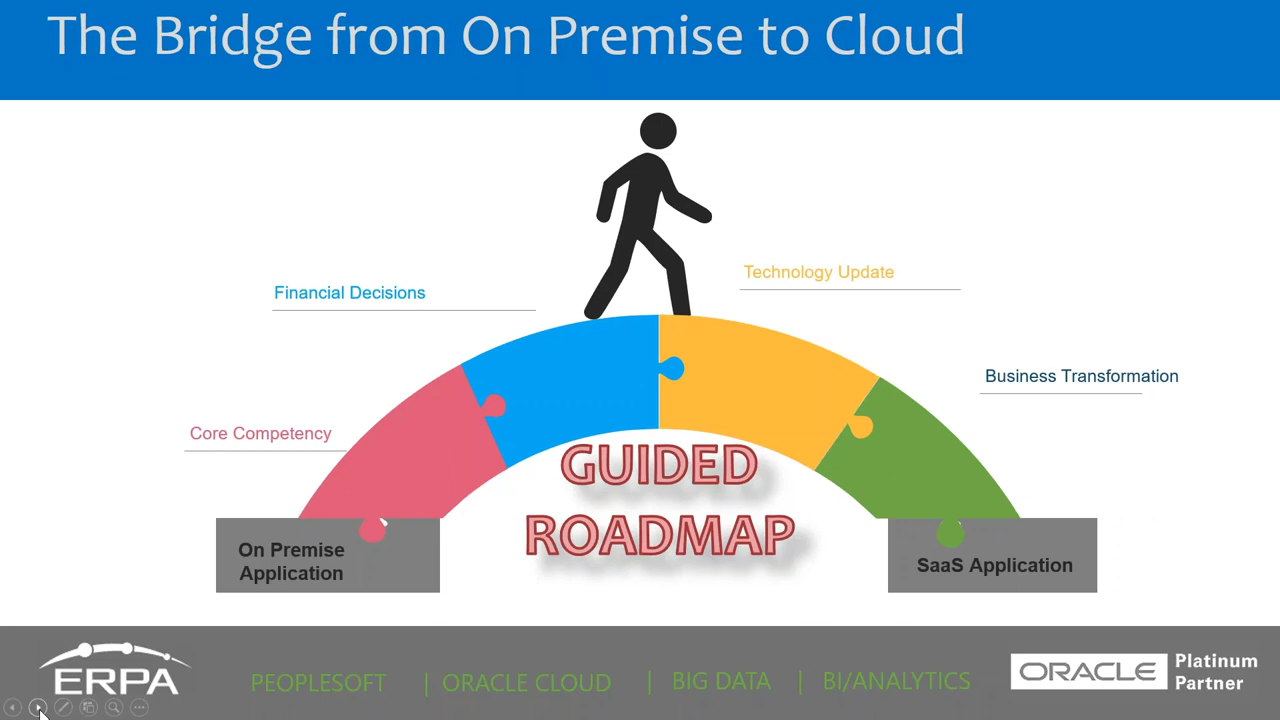 The Bridge from On Premise to Cloud
Technology Update
Financial Decisions
Business Transformation
Core Competency
GUIDED
ROADMAP
On Premise
Application
SaaS Application
ERPA
PEOPLESOFT | ORACLE CLOUD | BIG DATA | BI/ANALYTICS
ORACLE
Platinum
Partner